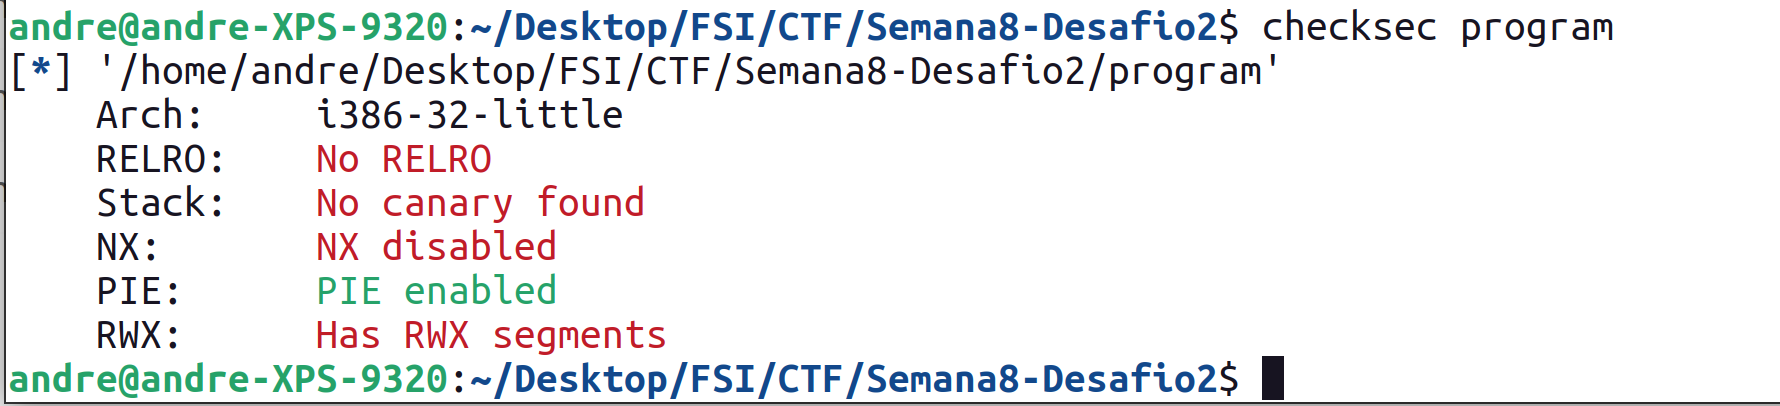 andre@andre-XPS-9320:~/Desktop/FSI/CTF/Semana8-Desafio2$ checksec program
[*] '/home/andre/Desktop/FSI/CTF/Semana8-Desafio2/program'
    Arch:     i386-32-little
    RELRO:    No RELRO
    Stack:    No canary found
    NX:       NX disabled
    PIE:      PIE enabled
    RWX:      Has RWX segments
andre@andre-XPS-9320:~/Desktop/FSI/CTF/Semana8-Desafio2$